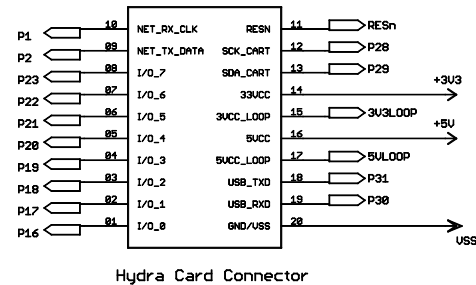 P1 10 NET_RX_CLK RESN 11 RESn
P2 09 NET_TX_DATA SCK_CART 12 P28
P23 08 I/O_7 SDA_CART 13 P29
P22 07 I/O_6 33VCC 14 +3V3
P21 06 I/O_5 3VCC_LOOP 15 3V3LOOP
P20 05 I/O_4 5VCC 16 +5V
P19 04 I/O_3 5VCC_LOOP 17 5VLOOP
P18 03 I/O_2 USB_TXD 18 P31
P17 02 I/O_1 USB_RXD 19 P30
P16 01 I/O_0 GND/VSS 20 VSS
Hydra Card Connector